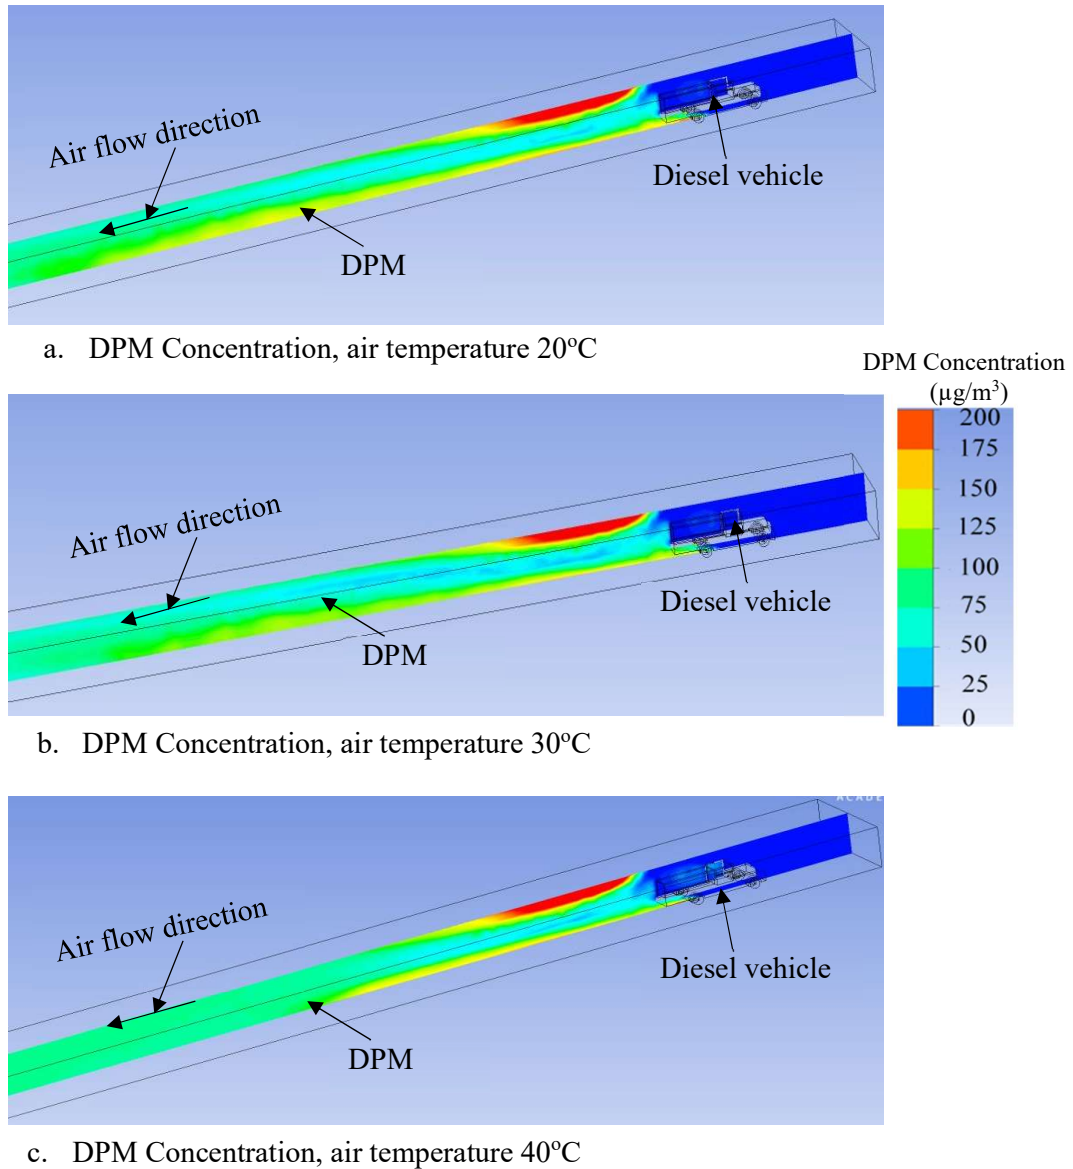 Air flow direction
Diesel vehicle
DPM
a. DPM Concentration, air temperature 20ºC
DPM Concentration
(µg/m³)
200
175
150
125
100
75
50
25
0
Air flow direction
Diesel vehicle
DPM
b. DPM Concentration, air temperature 30ºC
ACADE
Air flow direction
Diesel vehicle
DPM
c. DPM Concentration, air temperature 40ºC